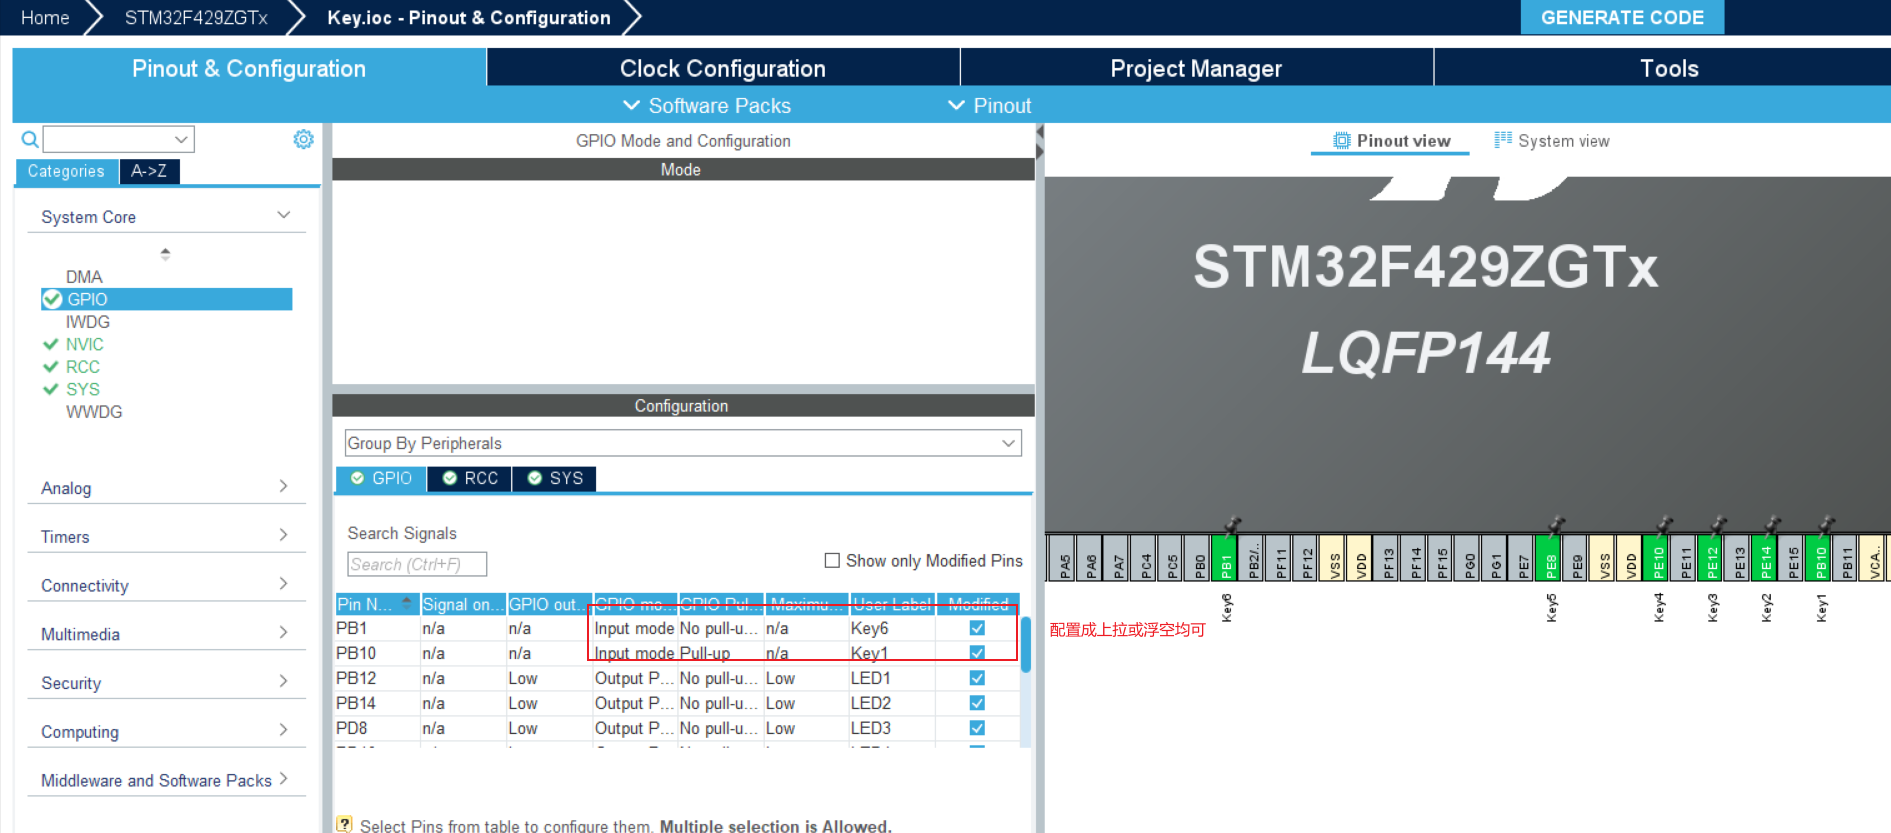 Home
STM32F429ZGTx
Key.ioc - Pinout & Configuration
GENERATE CODE
Pinout & Configuration
Clock Configuration
Project Manager
Tools
Software Packs
Pinout
Categories
A->Z
System Core
DMA
GPIO
IWDG
NVIC
RCC
SYS
WWDG
Analog
Timers
Connectivity
Multimedia
Security
Computing
Middleware and Software Packs
GPIO Mode and Configuration
Mode
Configuration
Group By Peripherals
GPIO
RCC
SYS
Search Signals
Search (Ctrl+F)
Show only Modified Pins
Pin N... Signal on... GPIO out... GPIO mo... GPIO Pul... Maximu... User Label Modified
PB1 n/a n/a Input mode No pull-u... n/a Key6
PB10 n/a n/a Input mode Pull-up n/a Key1
PB12 n/a Low Output P... No pull-u... Low LED1
PB14 n/a Low Output P... No pull-u... Low LED2
PD8 n/a Low Output P... No pull-u... Low LED3
Select Pins from table to configure them. Multiple selection is Allowed.
Pinout view
System view
STM32F429ZGTx
LQFP144
PA5
PA6
PA7
PC4
PC5
PB0
PB1
PB2/..
PF11
PF12
VSS
VDD
PF13
PF14
PF15
PG0
PG1
PE7
PE8
PE9
VSS
VDD
PE10
PE11
PE12
PE13
PE14
PE15
PB10
PB11
VCA..
Key6
Key5
Key4
Key3
Key2
Key1
配置成上拉或浮空均可